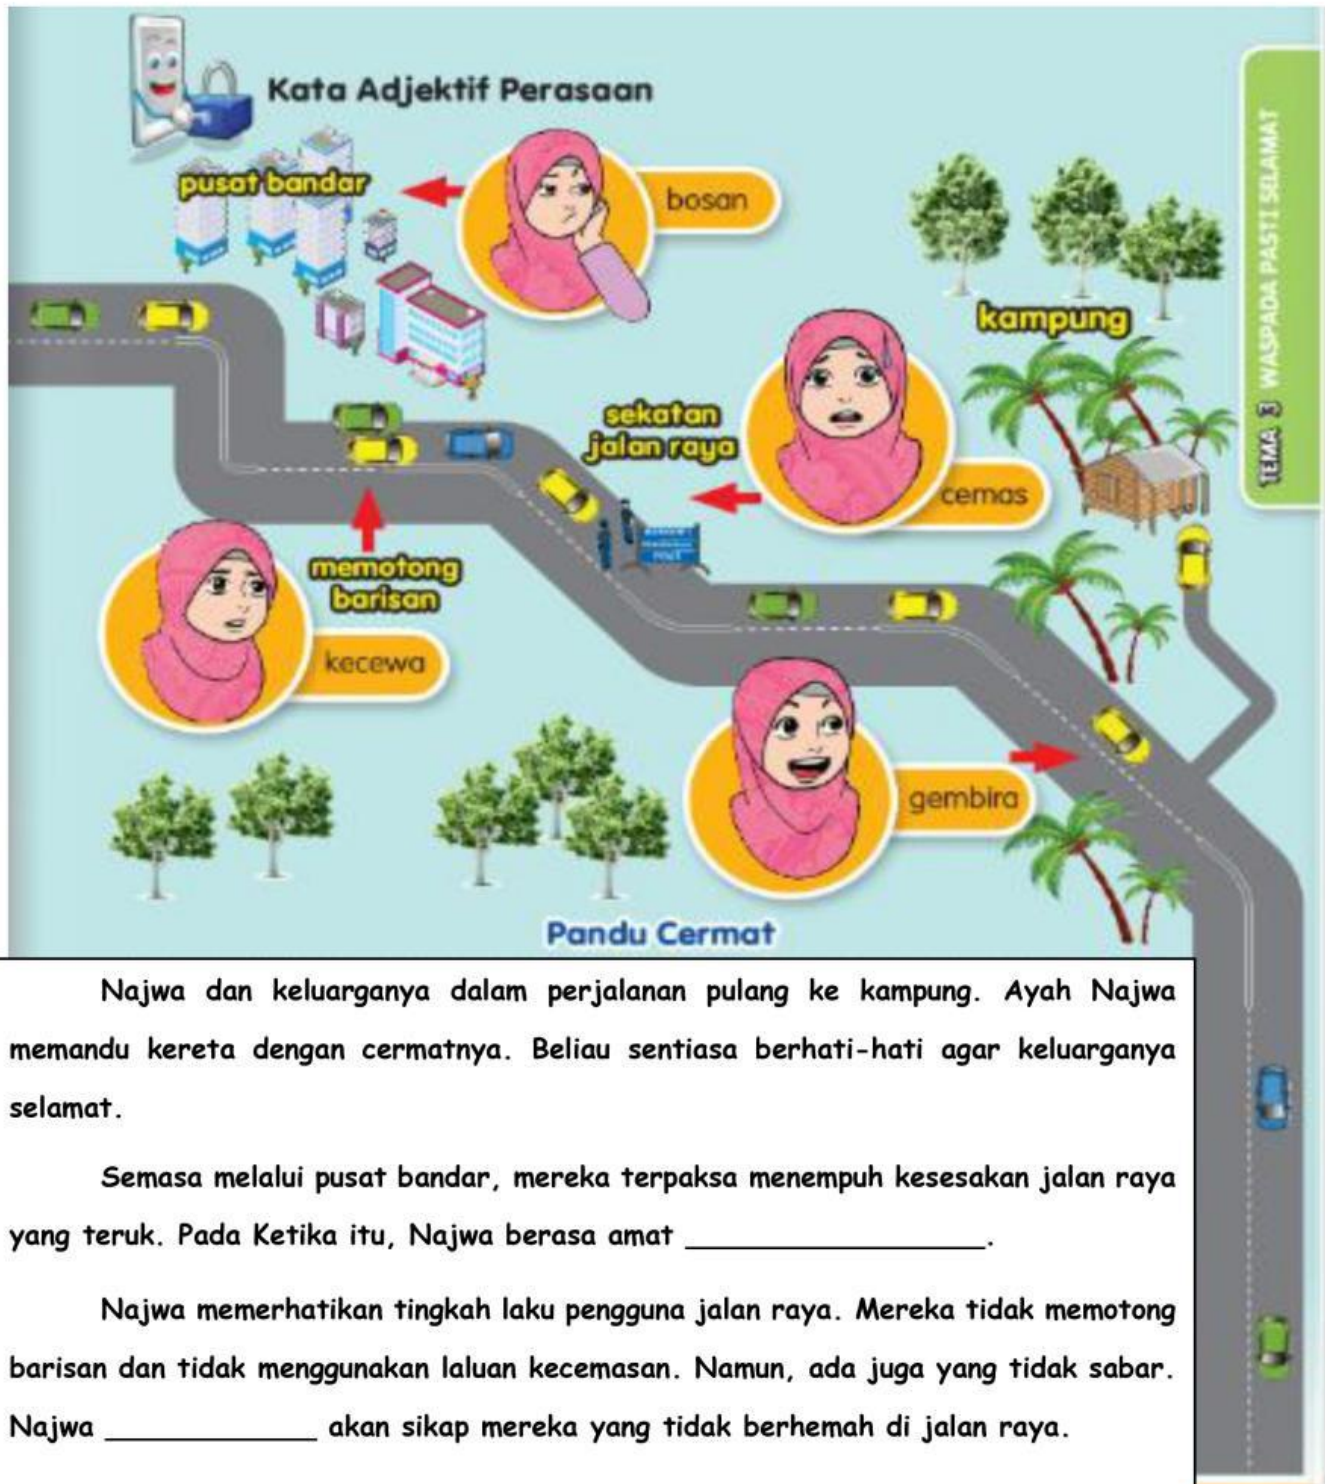 Kata Adjektif Perasaan
pusat bandar
bosan
kampung
TEMA 3 WASPADA PASTI SELAMAT
sekatan
jalan raya
cemas
memotong
barisan
kecewa
gembira
Pandu Cermat
Najwa dan keluarganya dalam perjalanan pulang ke kampung. Ayah Najwa
memandu kereta dengan cermatnya. Beliau sentiasa berhati-hati agar keluarganya
selamat.
Semasa melalui pusat bandar, mereka terpaksa menempuh kesesakan jalan raya
yang teruk. Pada Ketika itu, Najwa berasa amat ____________________.
Najwa memerhatikan tingkah laku pengguna jalan raya. Mereka tidak memotong
barisan dan tidak menggunakan laluan kecemasan. Namun, ada juga yang tidak sabar.
Najwa ______________ akan sikap mereka yang tidak berhemah di jalan raya.